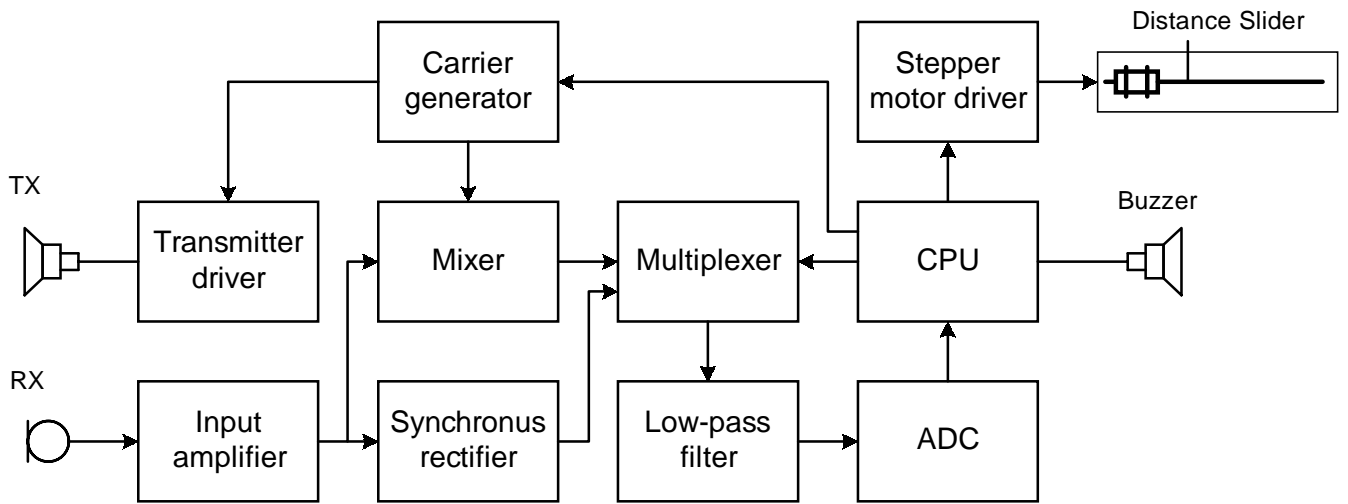 Distance Slider
Carrier
generator
Stepper
motor driver
TX
Transmitter
driver
Mixer
Multiplexer
CPU
Buzzer
RX
Input
amplifier
Synchronus
rectifier
Low-pass
filter
ADC